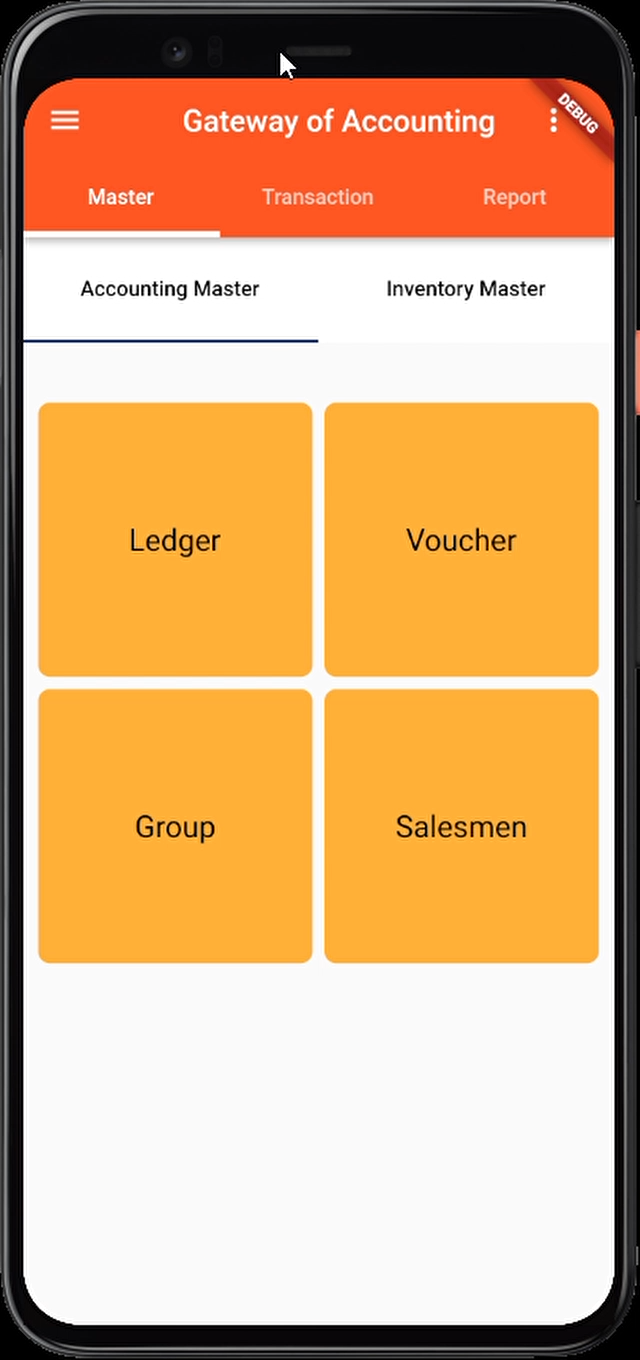 Gateway of Accounting
DEBUG
Master Transaction Report
Accounting Master Inventory Master
Ledger Voucher
Group Salesmen